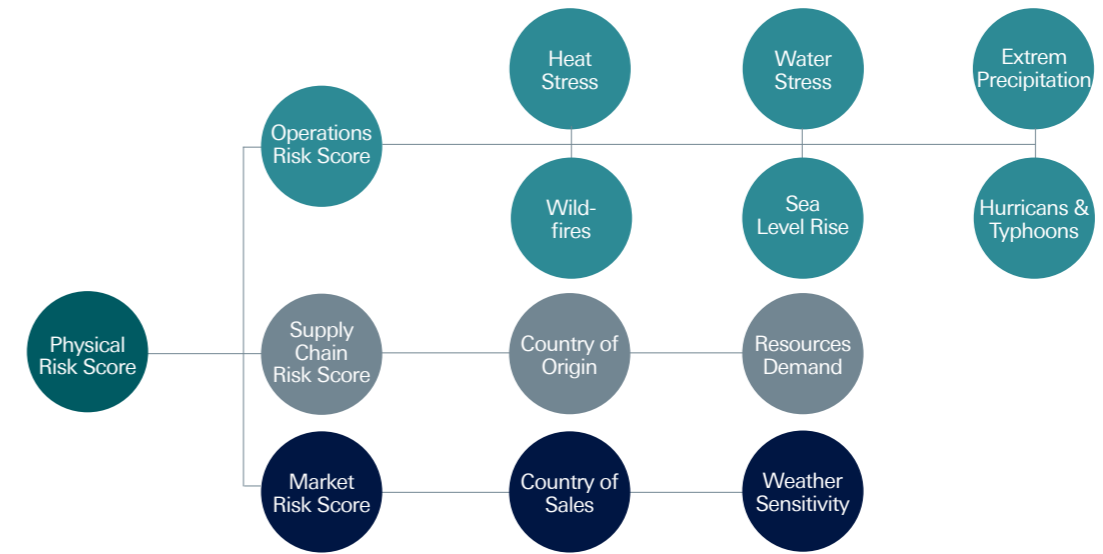 Heat
Stress
Water
Stress
Extrem
Precipitation
Operations
Risk Score
Wild-
fires
Sea
Level Rise
Hurricans &
Typhoons
Physical
Risk Score
Supply
Chain
Risk Score
Country of
Origin
Resources
Demand
Market
Risk Score
Country of
Sales
Weather
Sensitivity